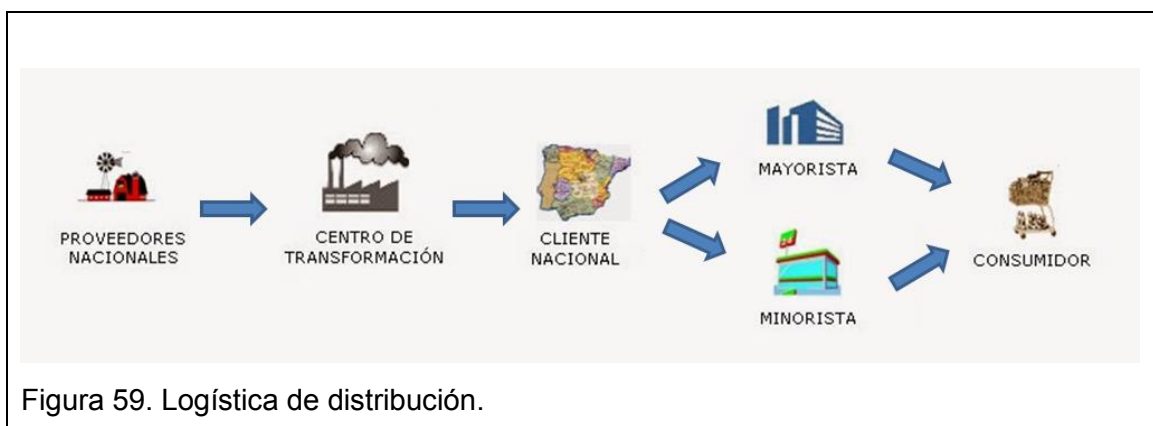 PROVEEDORES
NACIONALES
CENTRO DE
TRANSFORMACIÓN
CLIENTE
NACIONAL
MAYORISTA
MINORISTA
CONSUMIDOR
Figura 59. Logística de distribución.